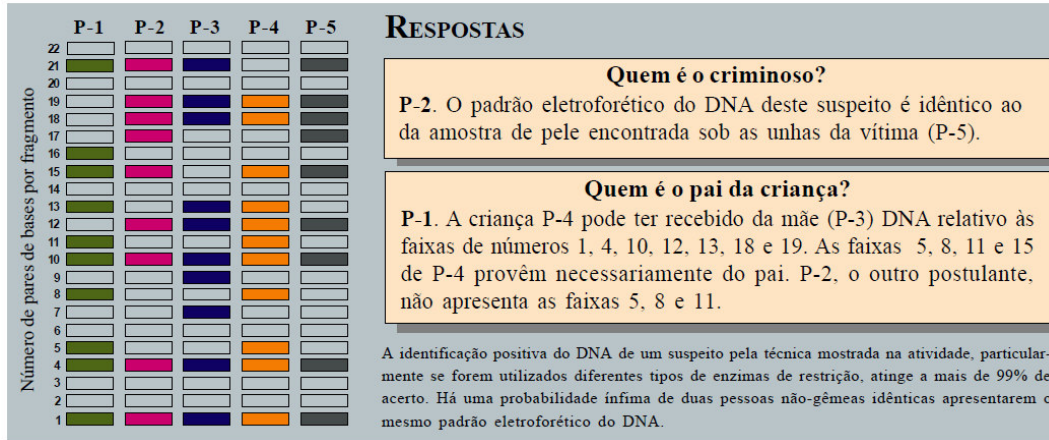 P-1 P-2 P-3 P-4 P-5
Número de pares de bases por fragmento
22
21
20
19
18
17
16
15
14
13
12
11
10
9
8
7
6
5
4
3
2
1
RESPOSTAS
Quem é o criminoso?
P-2. O padrão eletroforético do DNA deste suspeito é idêntico ao
da amostra de pele encontrada sob as unhas da vítima (P-5).
Quem é o pai da criança?
P-1. A criança P-4 pode ter recebido da mãe (P-3) DNA relativo às
faixas de números 1, 4, 10, 12, 13, 18 e 19. As faixas 5, 8, 11 e 15
de P-4 provêm necessariamente do pai. P-2, o outro postulante,
não apresenta as faixas 5, 8 e 11.
A identificação positiva do DNA de um suspeito pela técnica mostrada na atividade, particular-
mente se forem utilizados diferentes tipos de enzimas de restrição, atinge a mais de 99% de
acerto. Há uma probabilidade ínfima de duas pessoas não-gêmeas idênticas apresentarem o
mesmo padrão eletroforético do DNA.